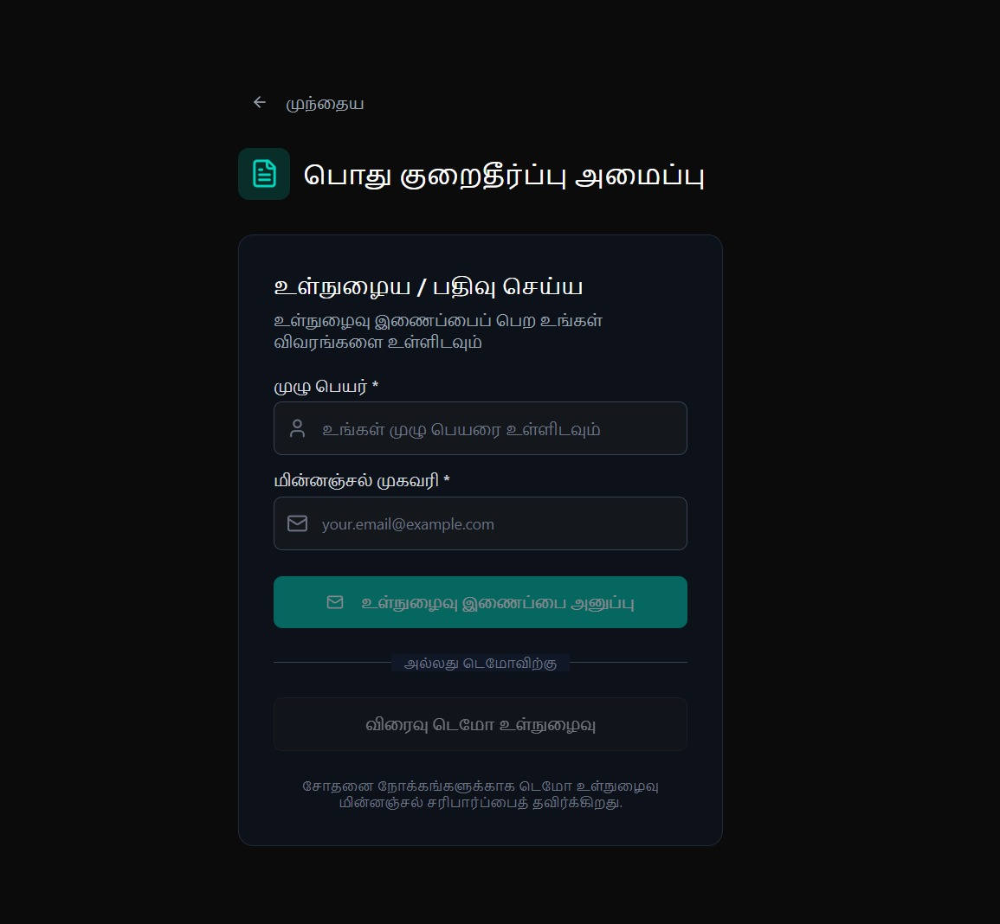 முந்தைய
பொது குறைதீர்ப்பு அமைப்பு
உள்நுழைய / பதிவு செய்ய
உள்நுழைவு இணைப்பைப் பெற உங்கள்
விவரங்களை உள்ளிடவும்
முழு பெயர் *
உங்கள் முழு பெயரை உள்ளிடவும்
மின்னஞ்சல் முகவரி *
your.email@example.com
உள்நுழைவு இணைப்பை அனுப்பு
அல்லது டெமோவிற்கு
விரைவு டெமோ உள்நுழைவு
சோதனை நோக்கங்களுக்காக டெமோ உள்நுழைவு
மின்னஞ்சல் சரிபார்ப்பைத் தவிர்க்கிறது.